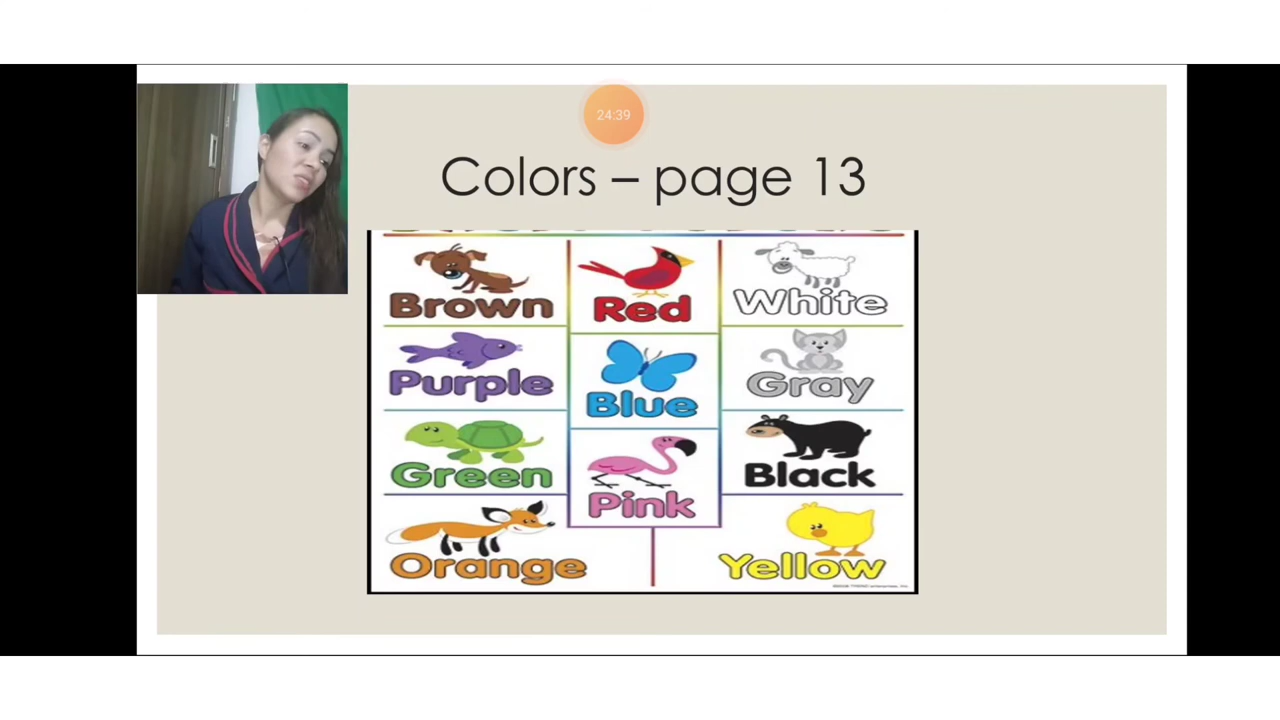 24:39
Colors – page 13
Brown Red White
Purple Blue Gray
Green Pink Black
Orange Yellow